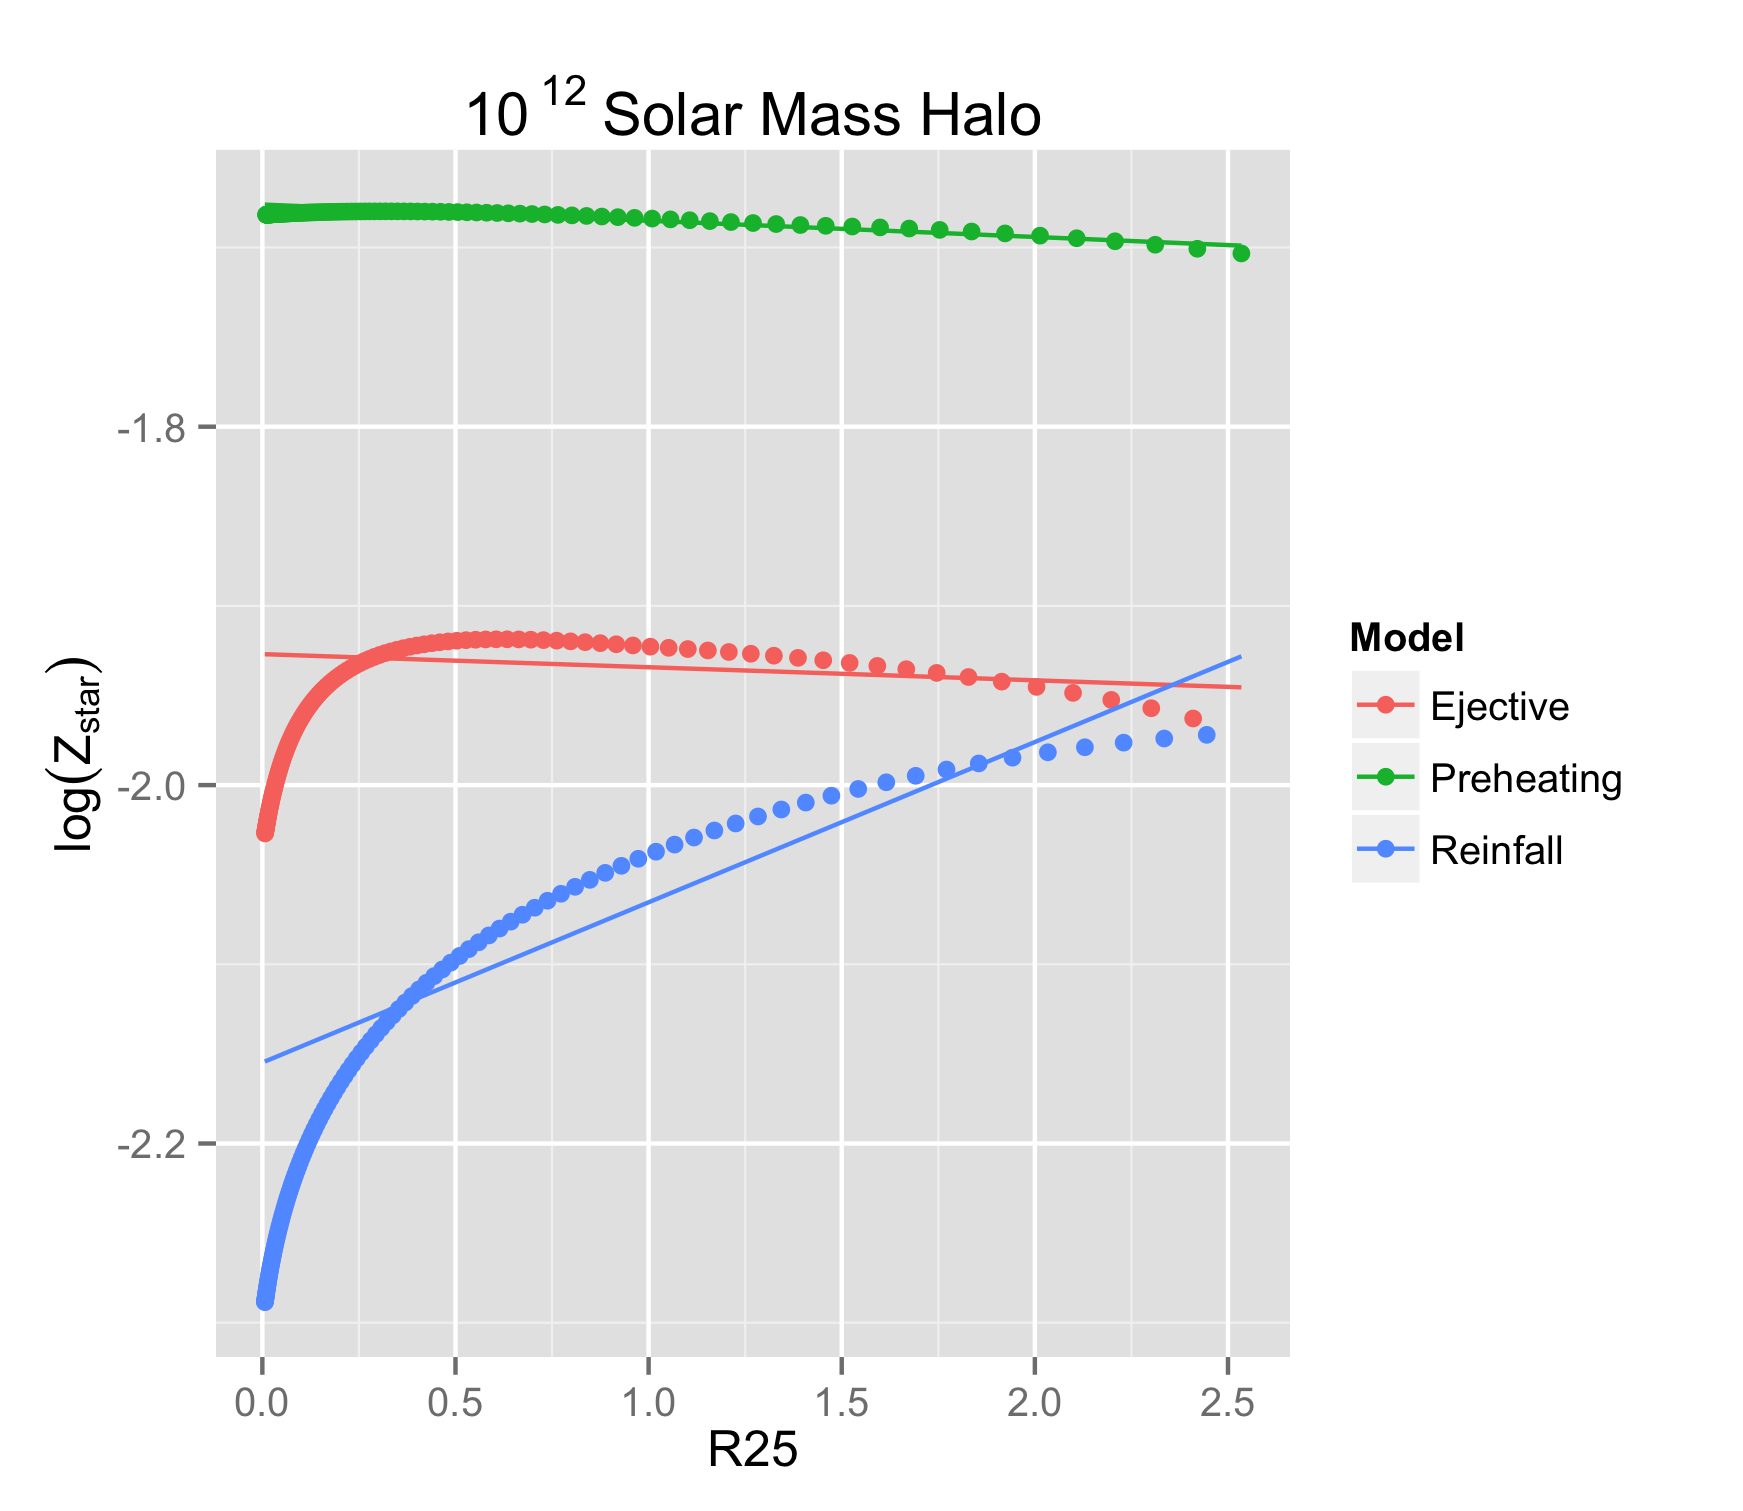 10^12 Solar Mass Halo
-1.8
-2.0
-2.2
log(Z_star)
0.0 0.5 1.0 1.5 2.0 2.5
R25
Model
Ejective
Preheating
Reinfall